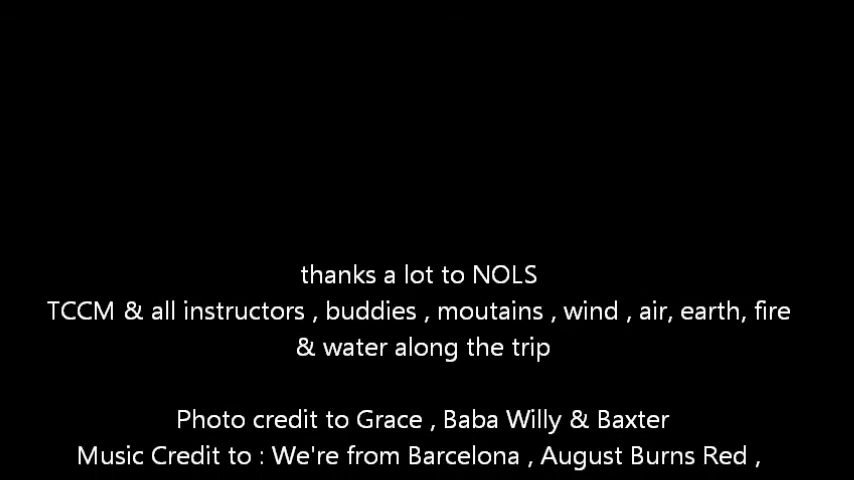 thanks a lot to NOLS
TCCM & all instructors , buddies , moutains , wind , air, earth, fire
& water along the trip
Photo credit to Grace , Baba Willy & Baxter
Music Credit to : We're from Barcelona , August Burns Red ,